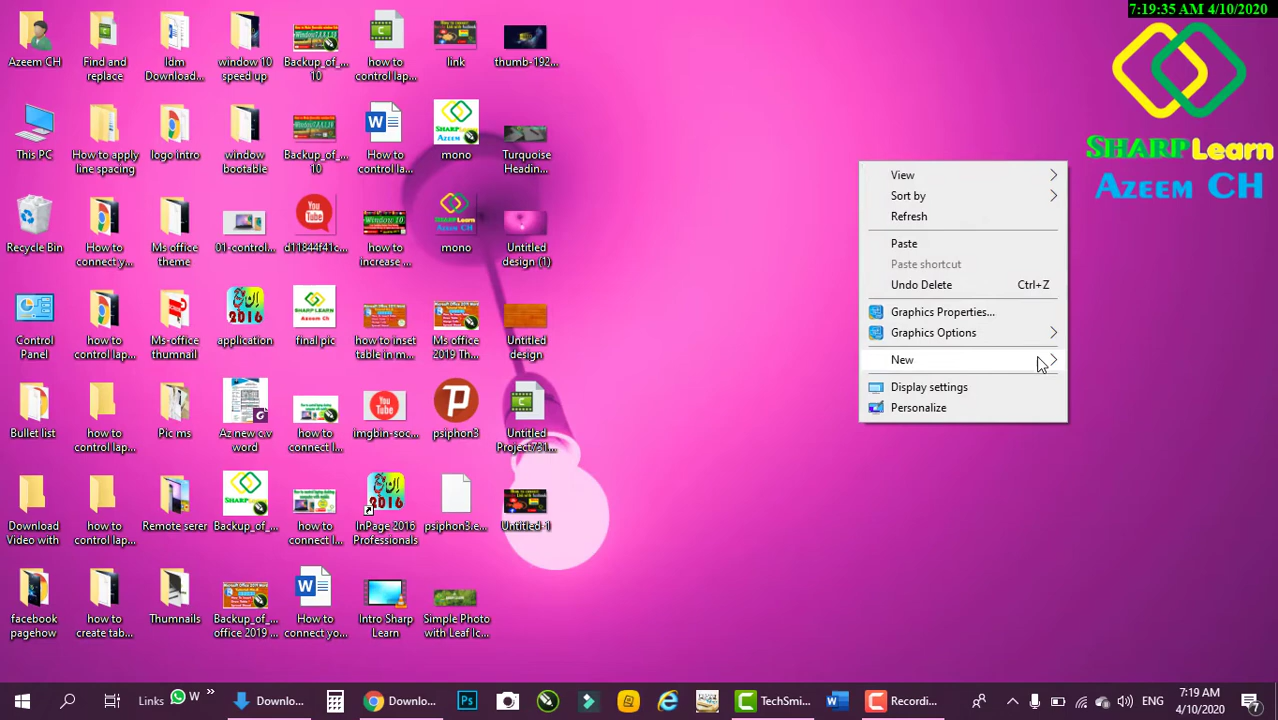 7:19:35 AM 4/10/2020
SHARP Learn
Azeem CH
Azeem CH
Find and
replace
Idm
Download...
window 10
speed up
Backup_of_...
10
how to
control lap...
link
thumb-192...
This PC
How to apply
line spacing
logo intro
window
bootable
Backup_of_...
10
How to
control la...
mono
Turquoise
Headin...
Recycle Bin
How to
connect y...
Ms office
theme
01-control...
d11844f41c...
how to
increase ...
mono
Untitled
design (1)
Control
Panel
how to
control lap...
Ms-office
thumnail
application
final pic
how to inset
table in m...
Ms office
2019 Th...
Untitled
design
Bullet list
how to
control lap...
Pic ms
Az new c.v
word
how to
connect l...
imgbin-soc...
psiphon3
Untitled
Project731...
Download
Video with
how to
control lap...
Remote serer
Backup_of_...
how to
connect l...
InPage 2016
Professionals
psiphon3.e...
Untitled-1
facebook
pagehow
how to
create tab...
Thumnails
Backup_of_...
office 2019 ...
How to
connect yo...
Intro Sharp
Learn
Simple Photo
with Leaf Ic...
View
Sort by
Refresh
Paste
Paste shortcut
Undo Delete Ctrl+Z
Graphics Properties...
Graphics Options
New
Display settings
Personalize
Links W » Downlo... Downlo... TechSmi... Recordi... ENG
7:19 AM
4/10/2020
7